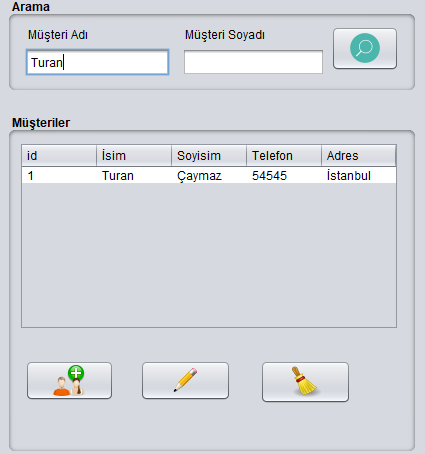 Arama
Müşteri Adı Müşteri Soyadı
Turan
Müşteriler
id İsim Soyisim Telefon Adres
1 Turan Çaymaz 54545 İstanbul